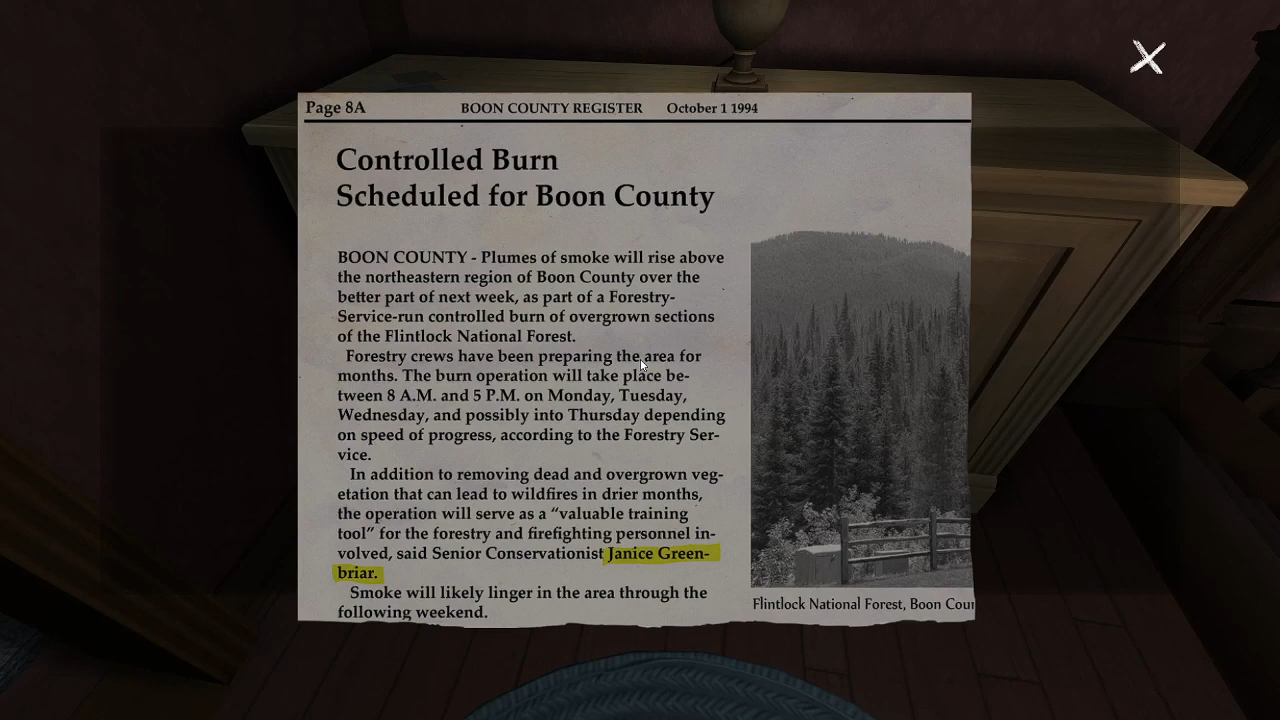 Page 8A BOON COUNTY REGISTER October 1 1994
Controlled Burn
Scheduled for Boon County
BOON COUNTY - Plumes of smoke will rise above
the northeastern region of Boon County over the
better part of next week, as part of a Forestry-
Service-run controlled burn of overgrown sections
of the Flintlock National Forest.
Forestry crews have been preparing the area for
months. The burn operation will take place be-
tween 8 A.M. and 5 P.M. on Monday, Tuesday,
Wednesday, and possibly into Thursday depending
on speed of progress, according to the Forestry Ser-
vice.
In addition to removing dead and overgrown veg-
etation that can lead to wildfires in drier months,
the operation will serve as a “valuable training
tool” for the forestry and firefighting personnel in-
volved, said Senior Conservationist Janice Green-
briar.
Smoke will likely linger in the area through the
following weekend.
Flintlock National Forest, Boon Coun